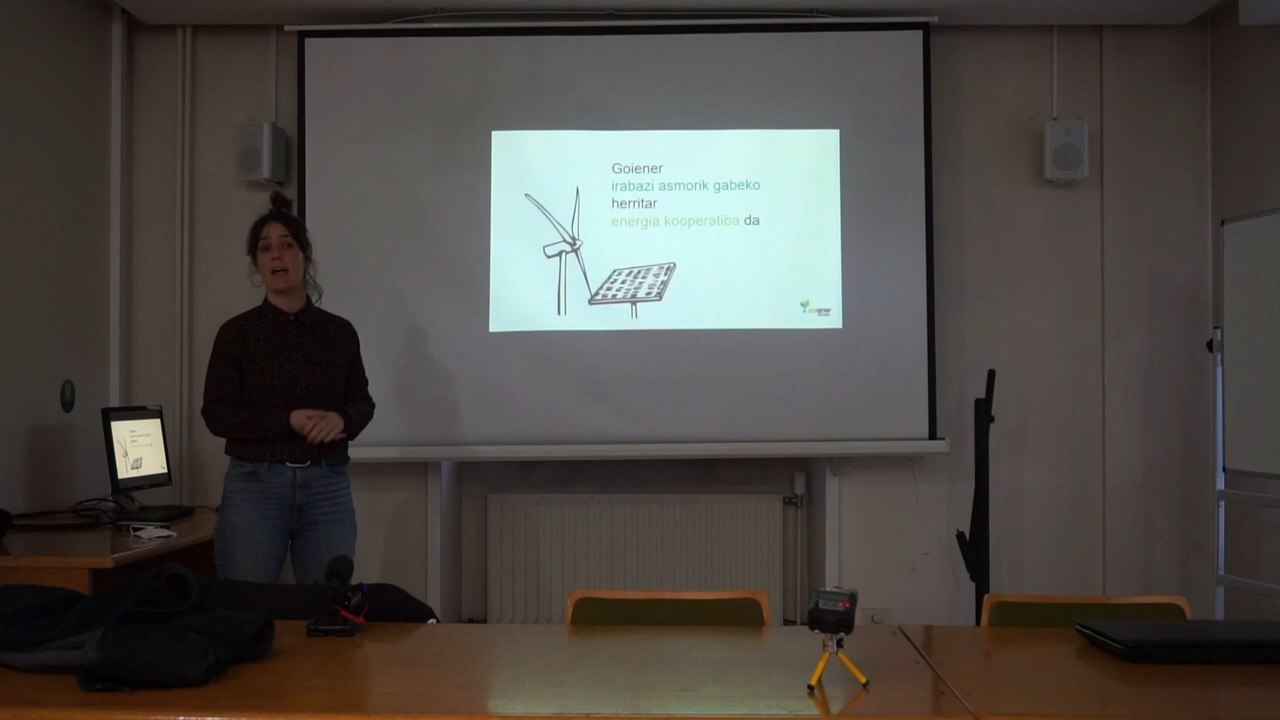 Goiener
irabazi asmorik gabeko
herritar
energia kooperatiba da